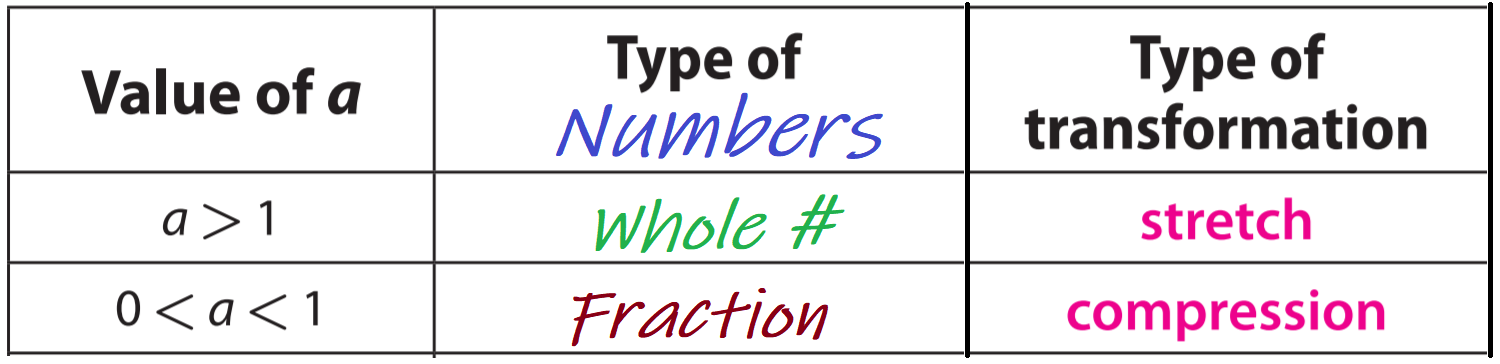 Value of a
Type of
Numbers
Type of
transformation
a > 1
Whole #
stretch
0 < a < 1
Fraction
compression